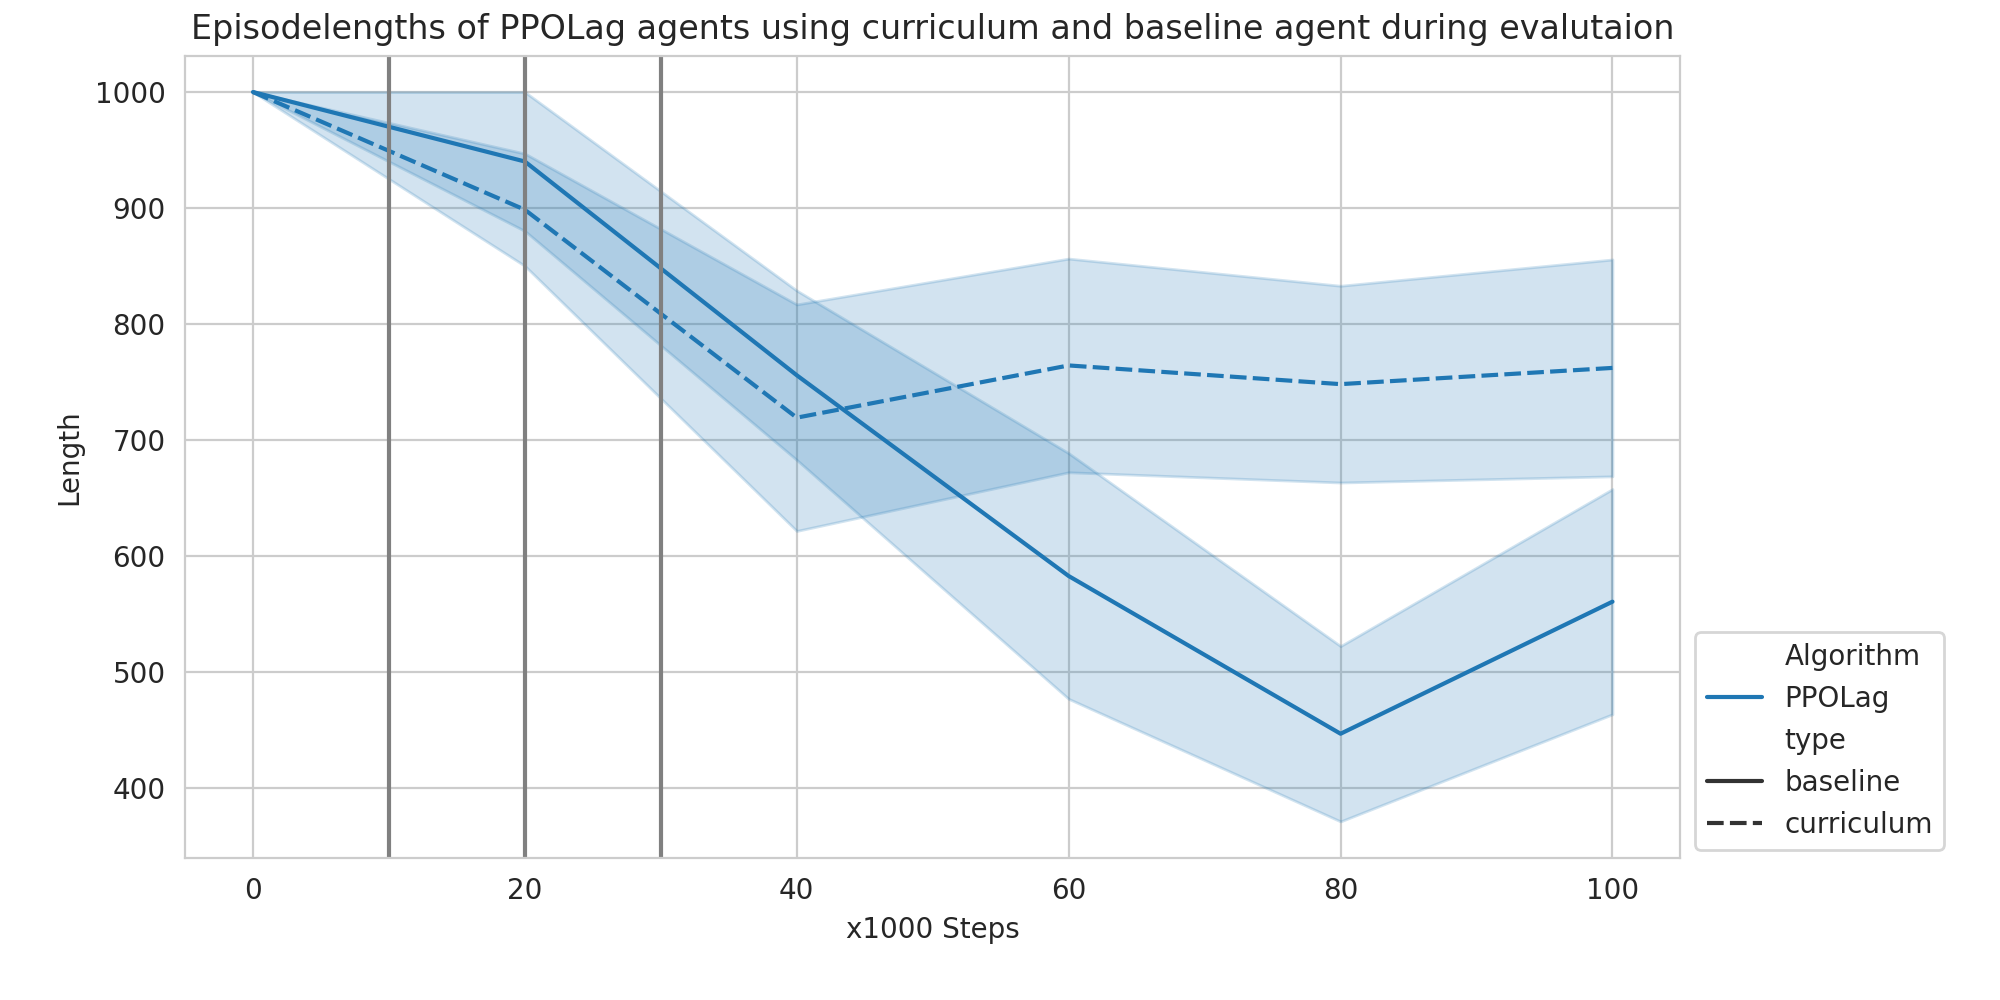 Episodelengths of PPOLag agents using curriculum and baseline agent during evalutaion
1000
900
800
700
600
500
400
Length
0 20 40 60 80 100
x1000 Steps
Algorithm
PPOLag
type
baseline
curriculum